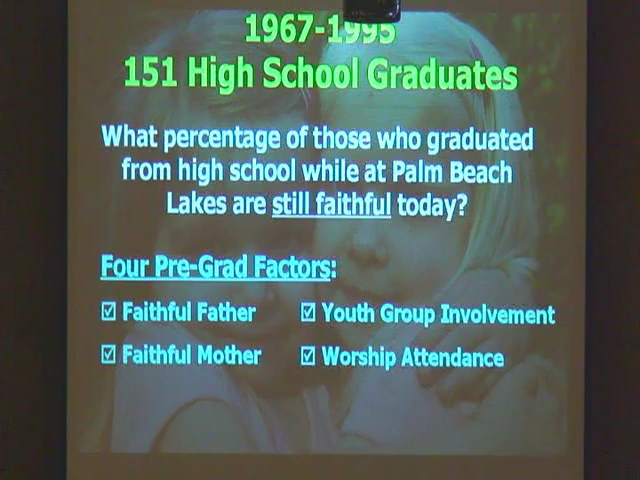 1967-1995
151 High School Graduates
What percentage of those who graduated
from high school while at Palm Beach
Lakes are still faithful today?
Four Pre-Grad Factors:
☑ Faithful Father ☑ Youth Group Involvement
☑ Faithful Mother ☑ Worship Attendance